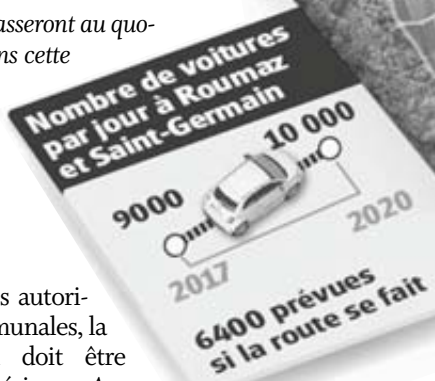 asseront au quo-
ns cette
Nombre de voitures
par jour à Roumaz
et Saint-Germain
10 000
9000
2017
2020
6400 prévues
si la route se fait
s autori-
munales, la
doit être